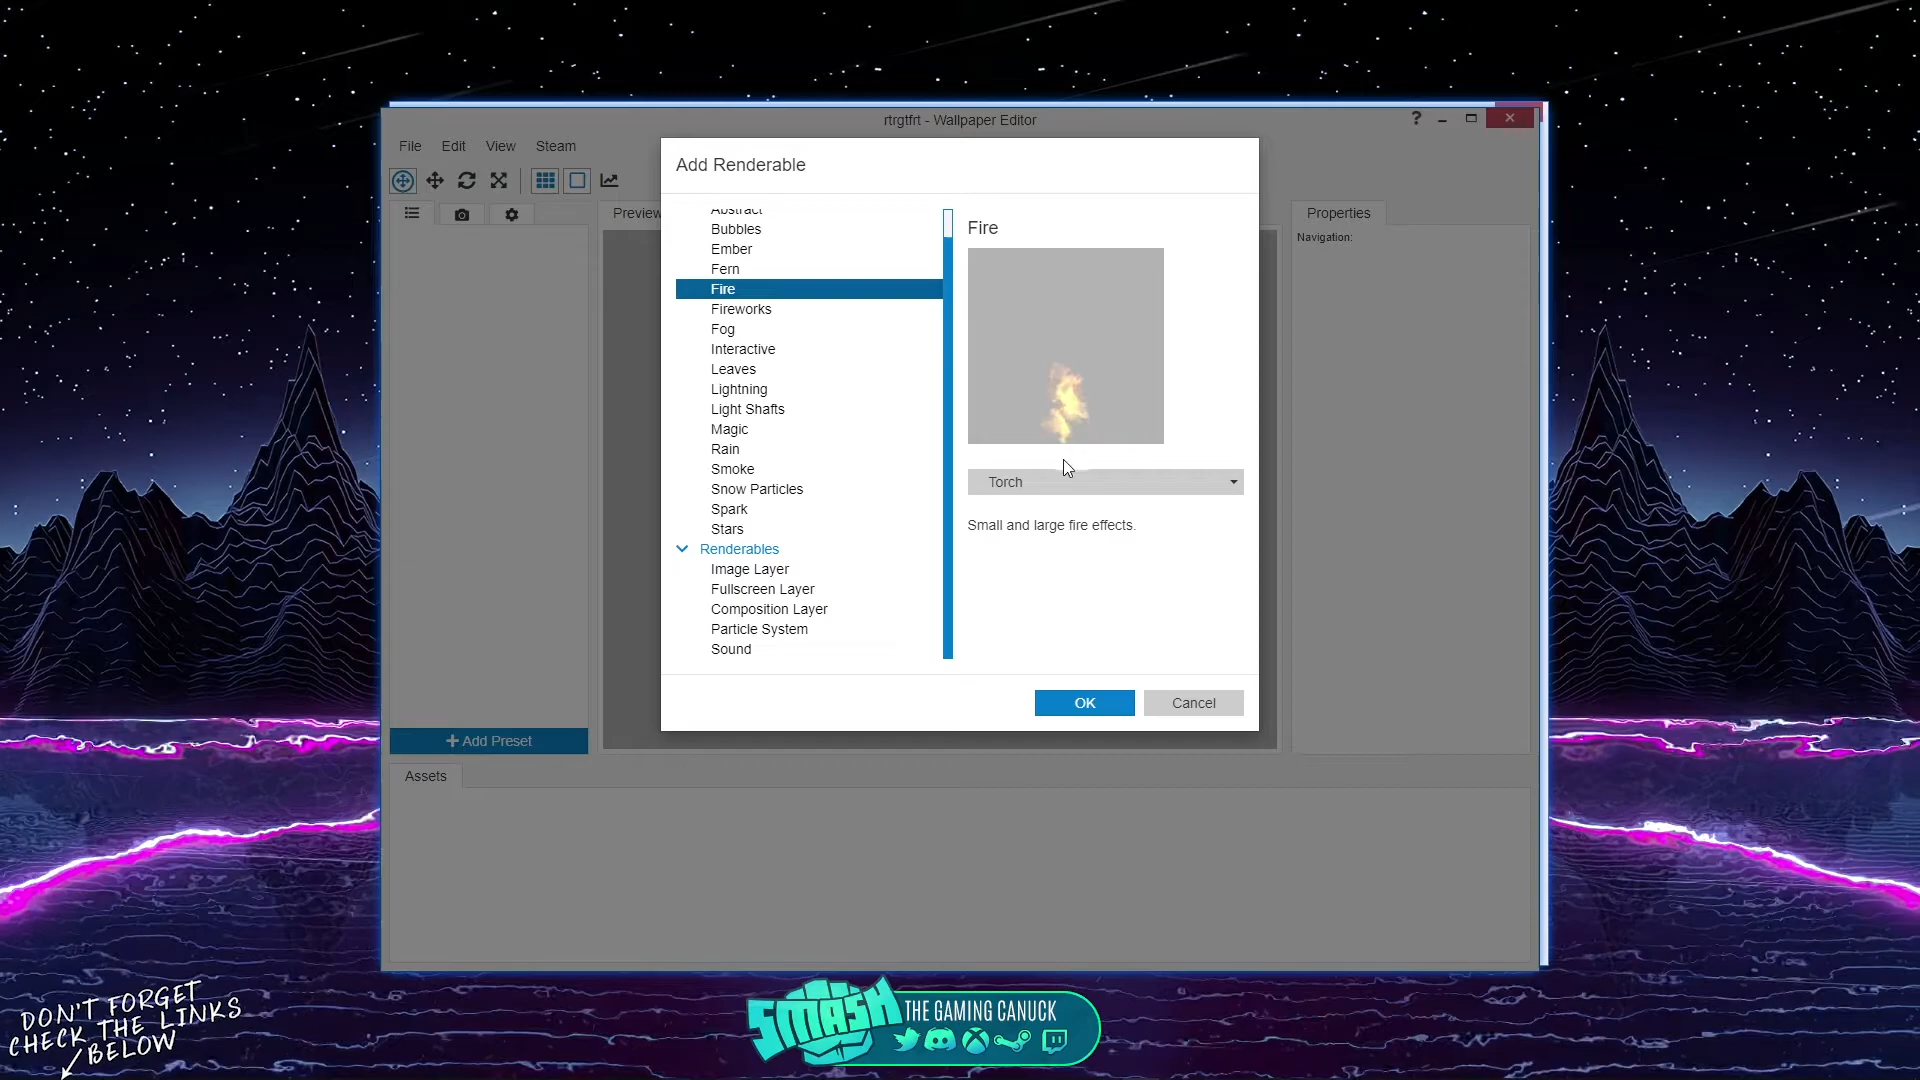 rtrgtfrt - Wallpaper Editor
?
File Edit View Steam
Preview
Properties
Navigation:
Add Renderable
Abstract
Bubbles
Ember
Fern
Fire
Fireworks
Fog
Interactive
Leaves
Lightning
Light Shafts
Magic
Rain
Smoke
Snow Particles
Spark
Stars
Renderables
Image Layer
Fullscreen Layer
Composition Layer
Particle System
Sound
Fire
Torch
Small and large fire effects.
OK
Cancel
+ Add Preset
Assets
DON'T FORGET
CHECK THE LINKS
BELOW
SMASH
THE GAMING CANUCK